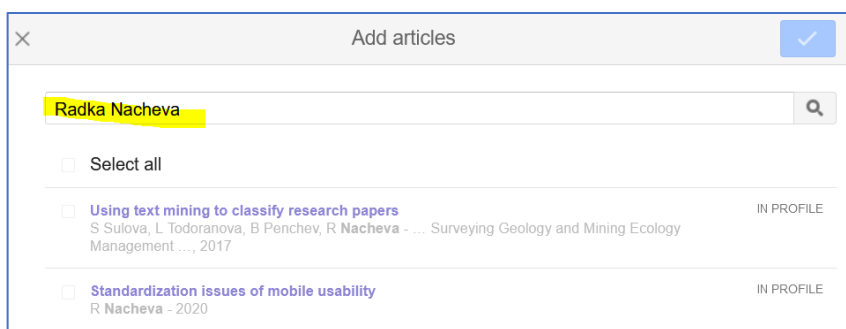 Add articles
Radka Nacheva
Select all
Using text mining to classify research papers
IN PROFILE
S Sulova, L Todoranova, B Penchev, R Nacheva - … Surveying Geology and Mining Ecology
Management …, 2017
Standardization issues of mobile usability
IN PROFILE
R Nacheva - 2020